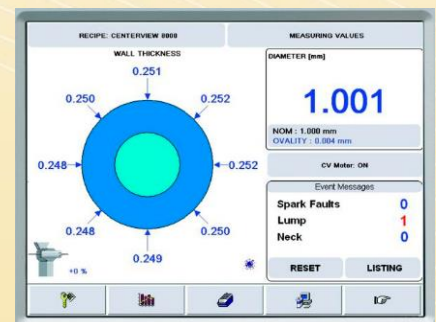 RECIPE: CENTERVIEW 8000
MEASURING VALUES
WALL THICKNESS
0.251
0.250
0.252
0.248
0.252
0.248
0.250
0.249
+0 %
DIAMETER [mm]
1.001
NOM : 1.000 mm
OVALITY : 0.004 mm
CV Motor: ON
Event Messages
Spark Faults 0
Lump 1
Neck 0
RESET
LISTING